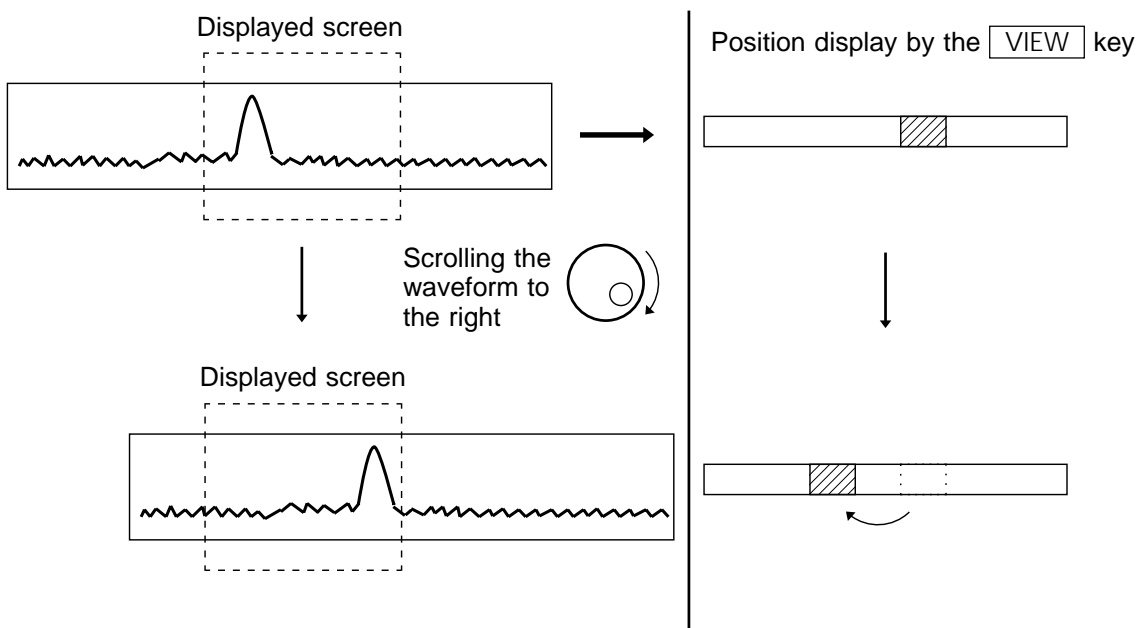 Displayed screen
Position display by the VIEW key
Scrolling the
waveform to
the right
Displayed screen